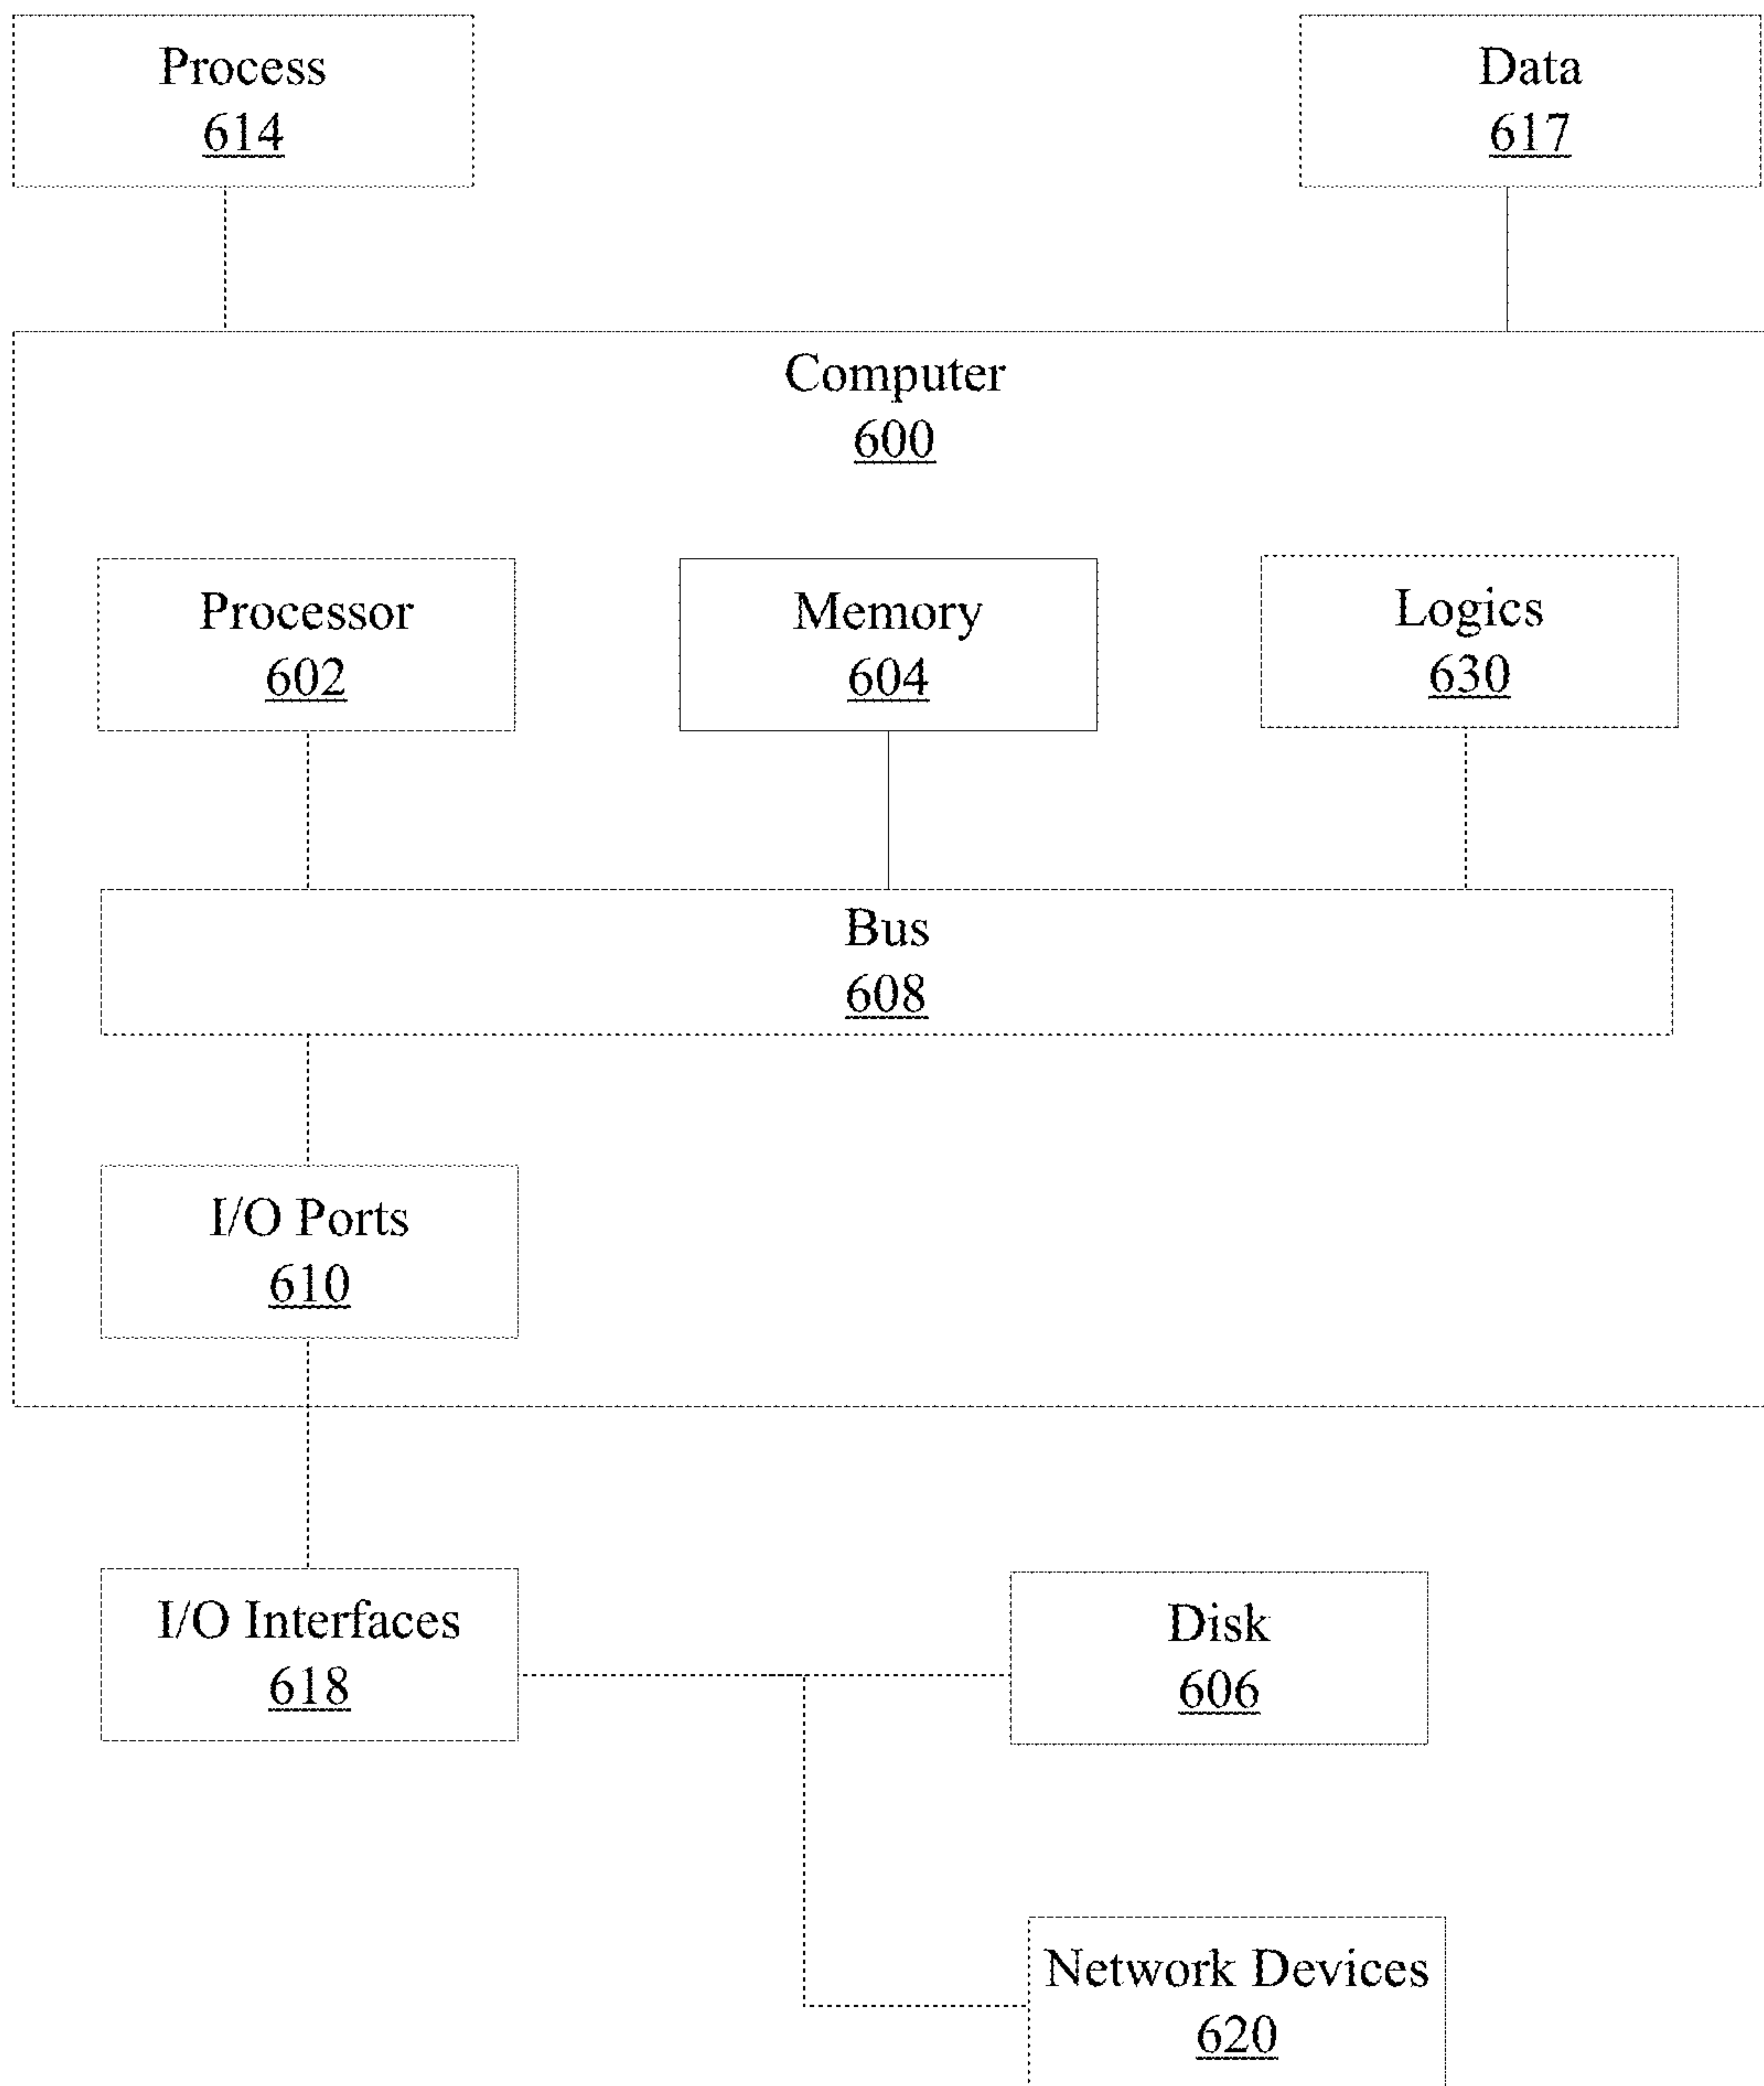 Process
614
Data
617
Computer
600
Processor
602
Memory
604
Logics
630
Bus
608
I/O Ports
610
I/O Interfaces
618
Disk
606
Network Devices
620